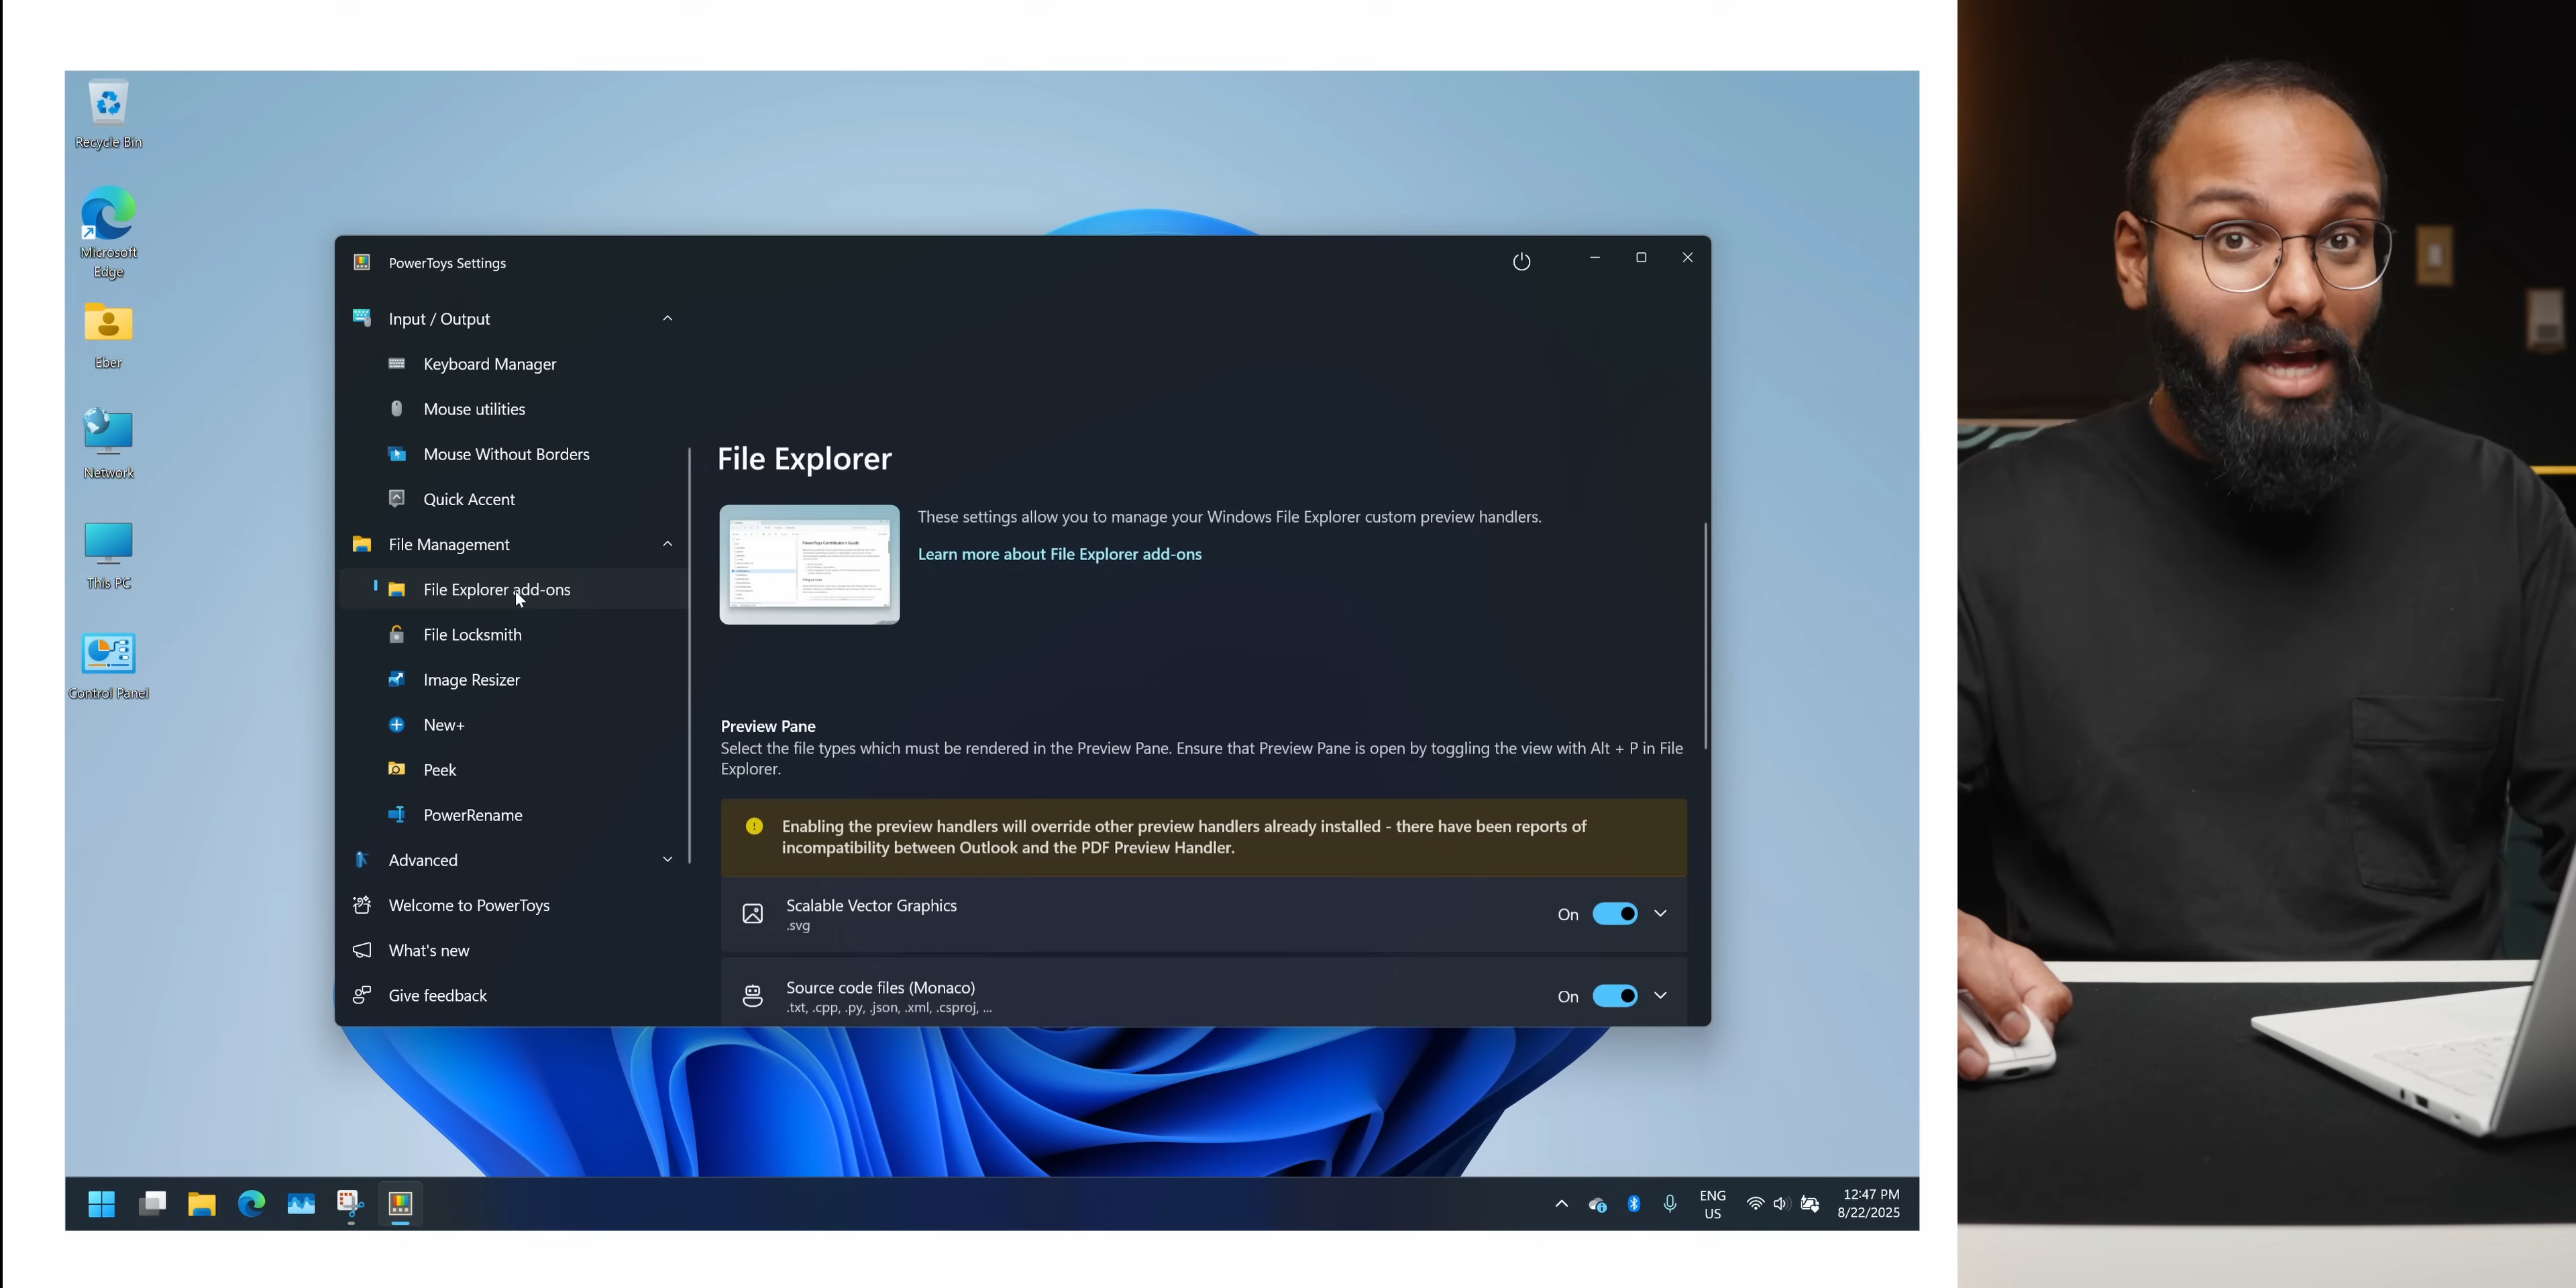 Recycle Bin
Microsoft
Edge
Eber
Network
This PC
Control Panel
PowerToys Settings
Input / Output
Keyboard Manager
Mouse utilities
Mouse Without Borders
Quick Accent
File Management
File Explorer add-ons
File Locksmith
Image Resizer
New+
Peek
PowerRename
Advanced
Welcome to PowerToys
What's new
Give feedback
File Explorer
These settings allow you to manage your Windows File Explorer custom preview handlers.
Learn more about File Explorer add-ons
Preview Pane
Select the file types which must be rendered in the Preview Pane. Ensure that Preview Pane is open by toggling the view with Alt + P in File
Explorer.
Enabling the preview handlers will override other preview handlers already installed - there have been reports of
incompatibility between Outlook and the PDF Preview Handler.
Scalable Vector Graphics
.svg
On
Source code files (Monaco)
.txt, .cpp, .py, .json, .xml, .csproj, ...
On
ENG
US
12:47 PM
8/22/2025